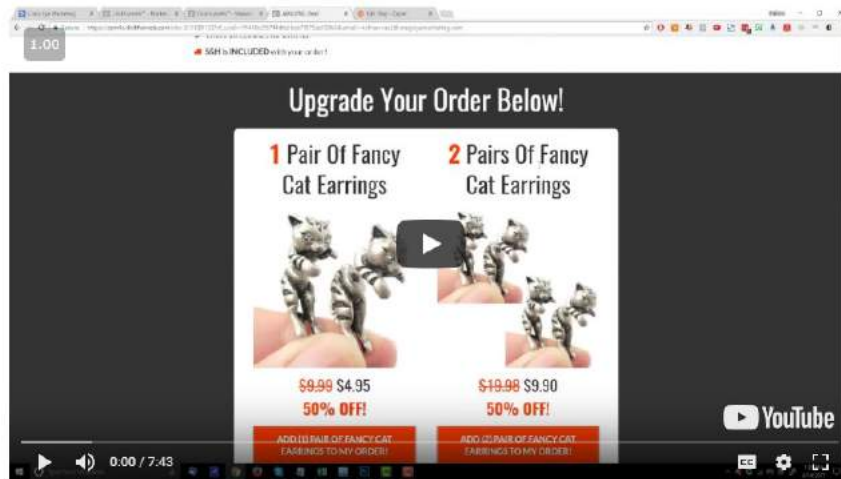 1.00
S&H is INCLUDED with your order!
Upgrade Your Order Below!
1 Pair Of Fancy
Cat Earrings
2 Pairs Of Fancy
Cat Earrings
$9.99 $4.95
50% OFF!
$19.98 $9.90
50% OFF!
ADD (1) PAIR OF FANCY CAT
EARRINGS TO MY ORDER!
ADD (2) PAIR OF FANCY CAT
EARRINGS TO MY ORDER!
YouTube
0:00 / 7:43
CC